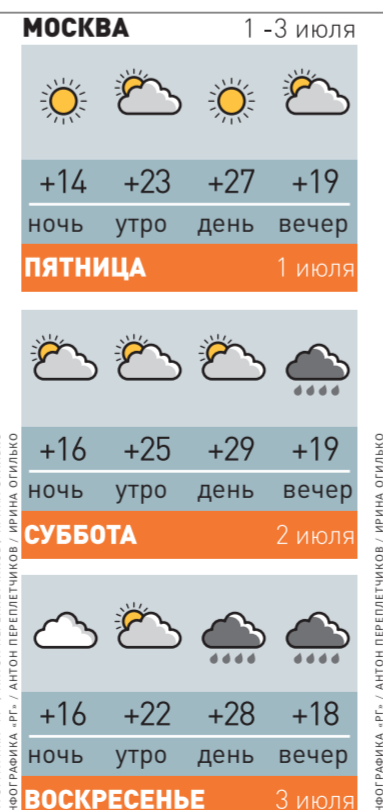 МОСКВА 1 -3 июля
+14 +23 +27 +19
ночь утро день вечер
ПЯТНИЦА 1 июля
+16 +25 +29 +19
ночь утро день вечер
СУББОТА 2 июля
+16 +22 +28 +18
ночь утро день вечер
ВОСКРЕСЕНЬЕ 3 июля
«РГ» / АНТОН ПЕРЕПЛЕТЧИКОВ / ИРИНА ОГИЛЬКО
«РГ» / АНТОН ПЕРЕПЛЕТЧИКОВ / ИРИНА ОГИЛЬКО